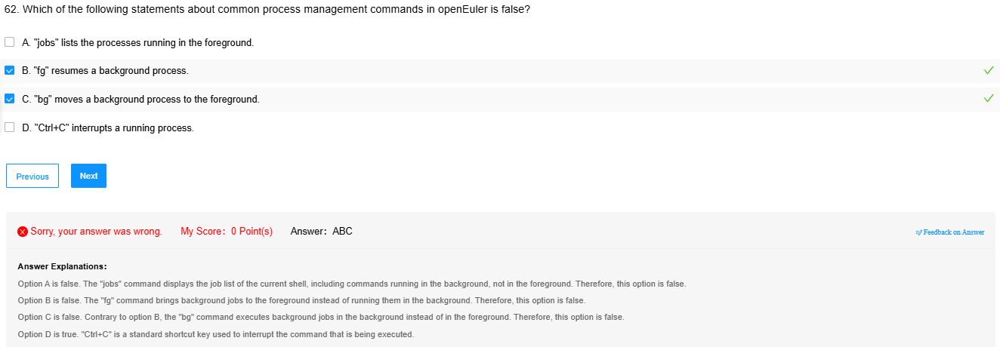 62. Which of the following statements about common process management commands in openEuler is false?
A. "jobs" lists the processes running in the foreground.
B. "fg" resumes a background process.
C. "bg" moves a background process to the foreground.
D. "Ctrl+C" interrupts a running process.
Previous Next
Sorry, your answer was wrong. My Score: 0 Point(s) Answer: ABC Feedback on Answer
Answer Explanations:
Option A is false. The "jobs" command displays the job list of the current shell, including commands running in the background, not in the foreground. Therefore, this option is false.
Option B is false. The "fg" command brings background jobs to the foreground instead of running them in the background. Therefore, this option is false.
Option C is false. Contrary to option B, the "bg" command executes background jobs in the background instead of in the foreground. Therefore, this option is false.
Option D is true. "Ctrl+C" is a standard shortcut key used to interrupt the command that is being executed.